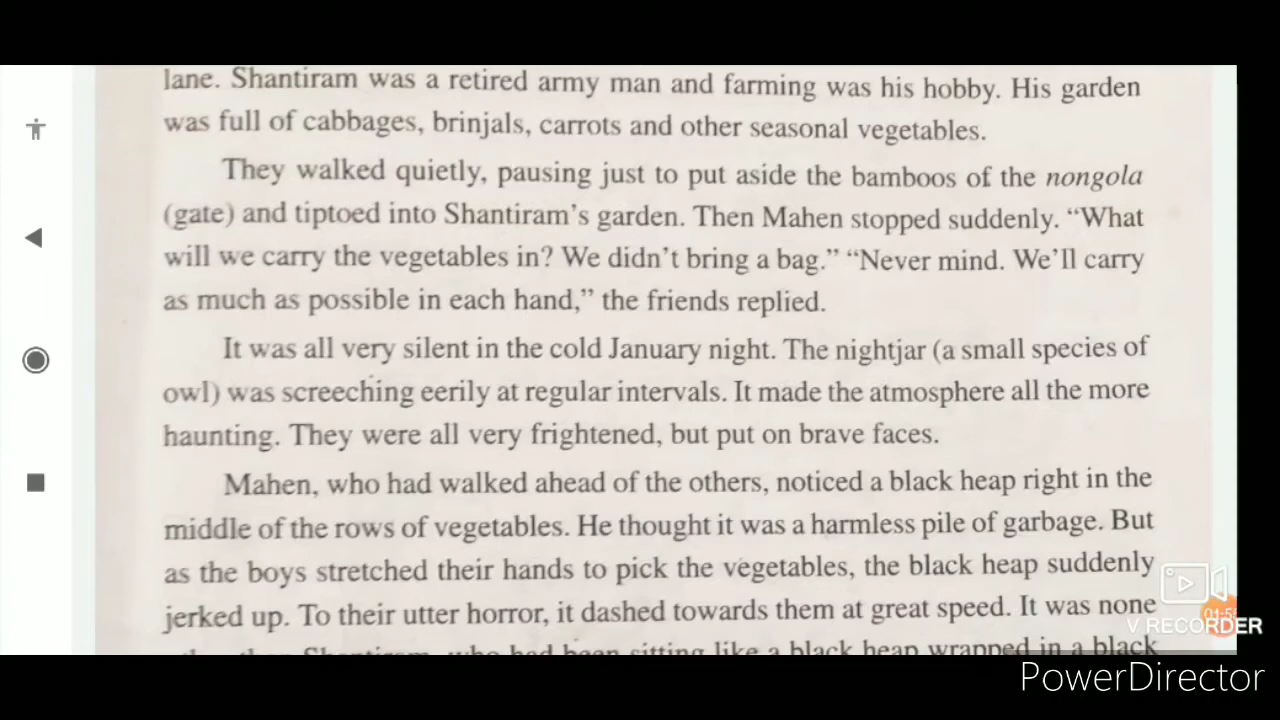 lane. Shantiram was a retired army man and farming was his hobby. His garden
was full of cabbages, brinjals, carrots and other seasonal vegetables.
They walked quietly, pausing just to put aside the bamboos of the nongola
(gate) and tiptoed into Shantiram's garden. Then Mahen stopped suddenly. “What
will we carry the vegetables in? We didn't bring a bag.” “Never mind. We'll carry
as much as possible in each hand,” the friends replied.
It was all very silent in the cold January night. The nightjar (a small species of
owl) was screeching eerily at regular intervals. It made the atmosphere all the more
haunting. They were all very frightened, but put on brave faces.
Mahen, who had walked ahead of the others, noticed a black heap right in the
middle of the rows of vegetables. He thought it was a harmless pile of garbage. But
as the boys stretched their hands to pick the vegetables, the black heap suddenly
jerked up. To their utter horror, it dashed towards them at great speed. It was none
than Shantiram, who had been sitting like a black heap wrapped in a black
V RECORDER
PowerDirector